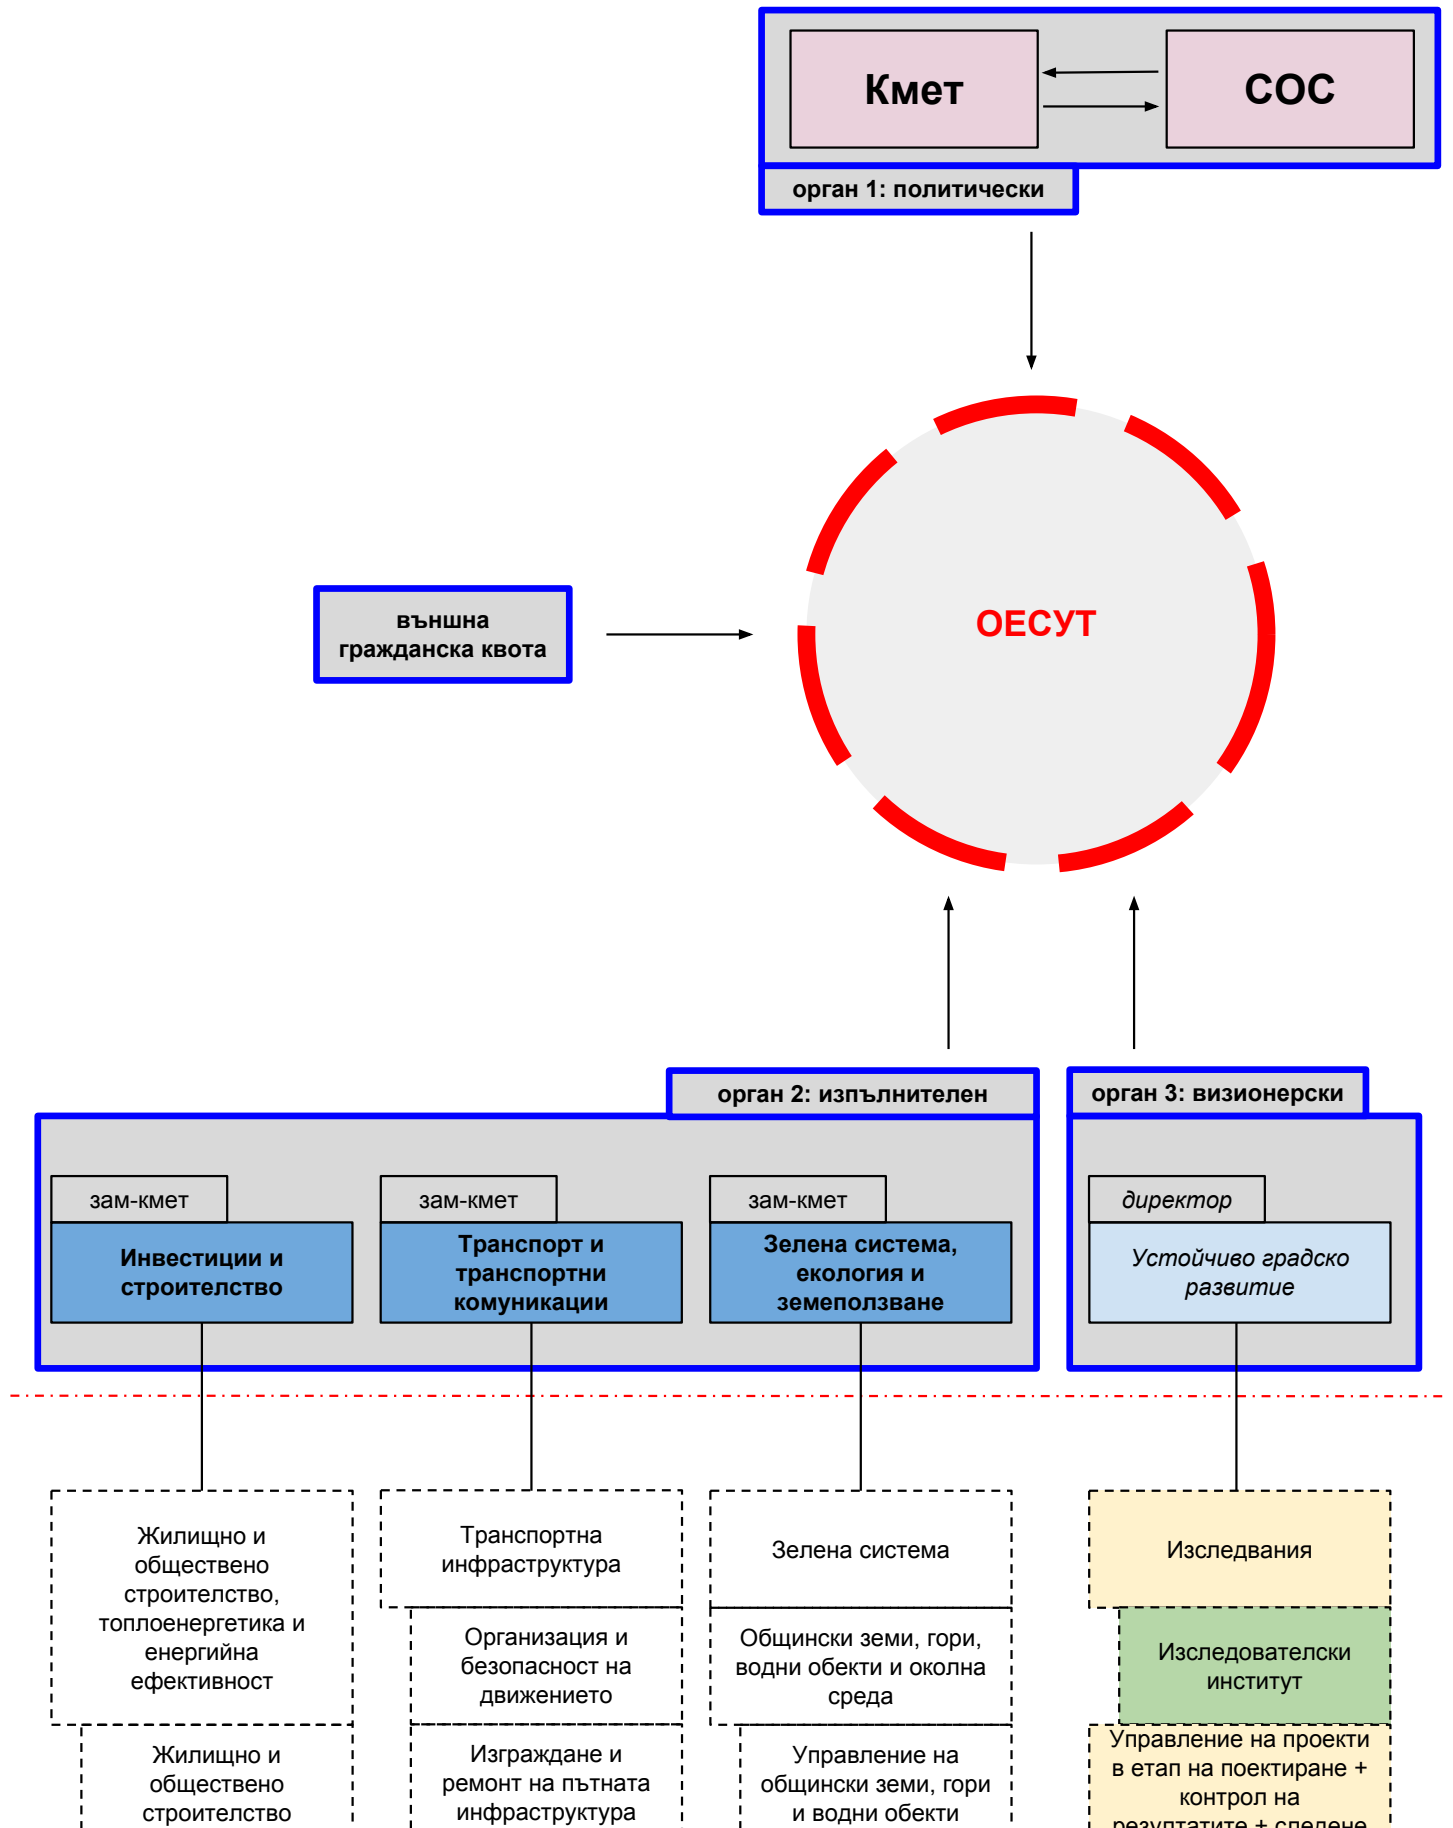 Кмет
СОС
орган 1: политически
ОЕСУТ
външна
гражданска квота
орган 2: изпълнителен
орган 3: визионерски
зам-кмет
Инвестиции и
строителство
зам-кмет
Транспорт и
транспортни
комуникации
зам-кмет
Зелена система,
екология и
земеползване
директор
Устойчиво градско
развитие
Жилищно и
обществено
строителство,
топлоенергетика и
енергийна
ефективност
Жилищно и
обществено
строителство
Транспортна
инфраструктура
Организация и
безопасност на
движението
Изграждане и
ремонт на пътната
инфраструктура
Зелена система
Общински земи, гори,
водни обекти и околна
среда
Управление на
общински земи, гори
и водни обекти
Изследвания
Изследователски
институт
Управление на проекти
в етап на поектиране +
контрол на
резултатите + следене